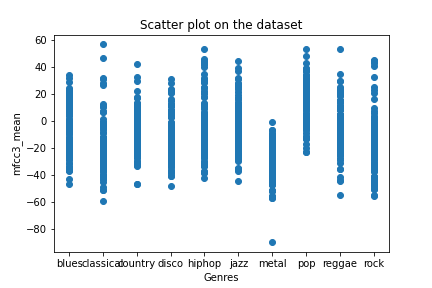 Scatter plot on the dataset
60
40
20
0
−20
−40
−60
−80
mfcc3_mean
blues classical country disco hiphop jazz metal pop reggae rock
Genres